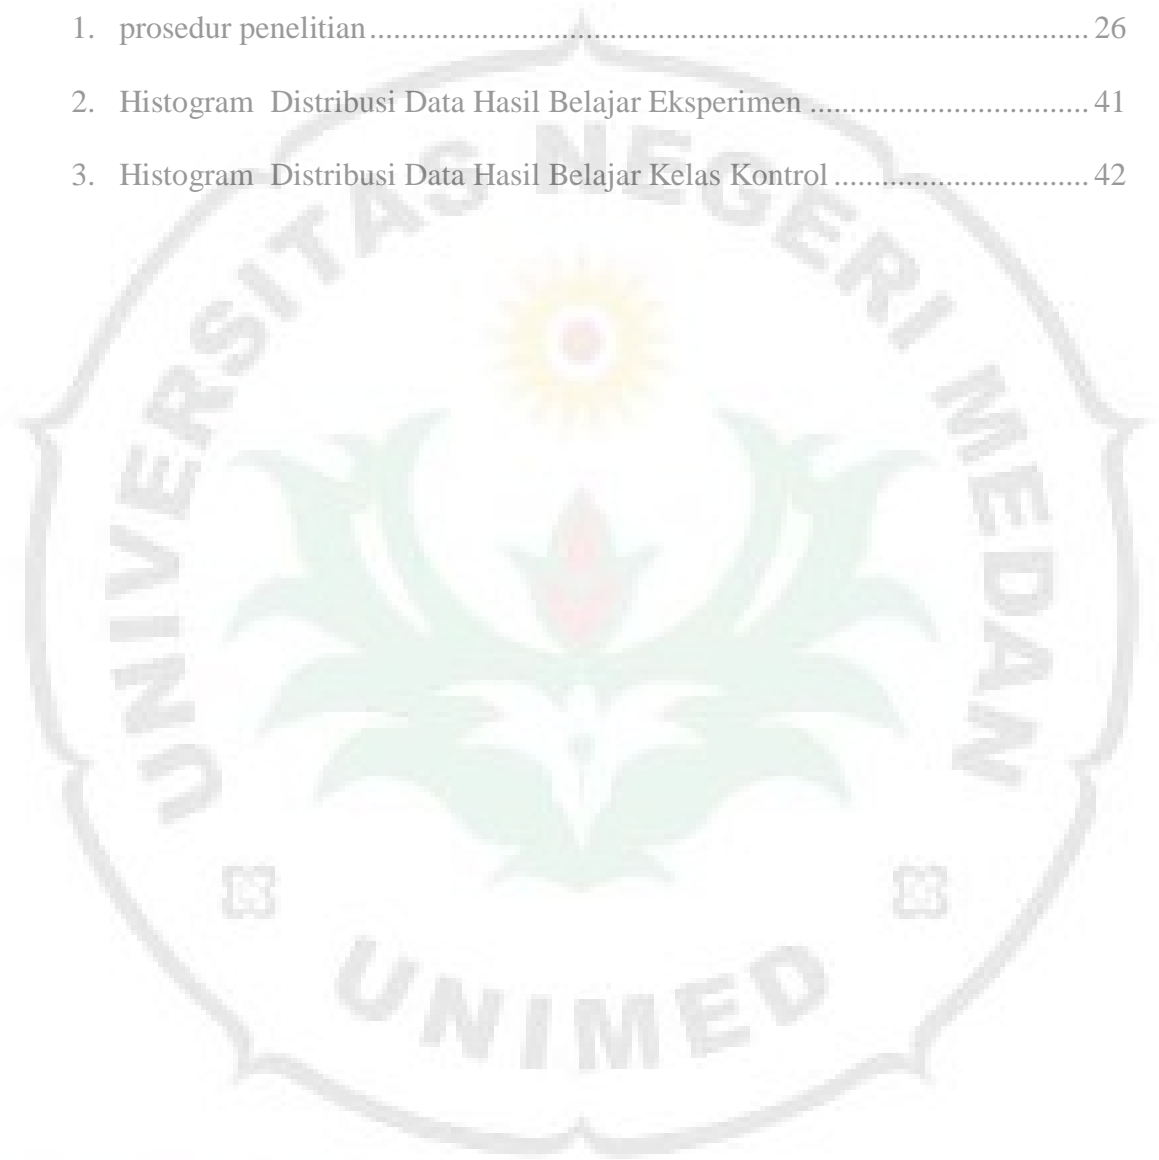 1. prosedur penelitian ........................................................................................ 26
2. Histogram Distribusi Data Hasil Belajar Eksperimen .................................. 41
3. Histogram Distribusi Data Hasil Belajar Kelas Kontrol ............................... 42
UNIVERSITAS NEGERI MEDAN
UNIMED